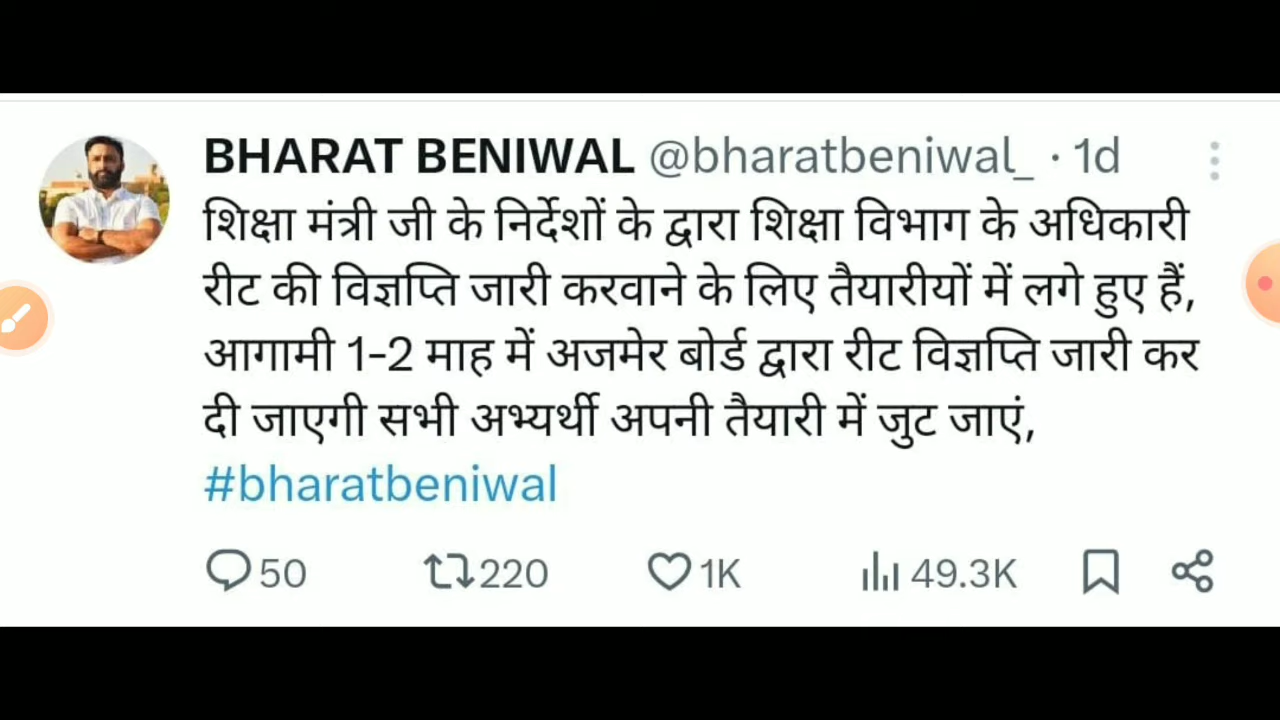 BHARAT BENIWAL @bharatbeniwal_ · 1d
शिक्षा मंत्री जी के निर्देशों के द्वारा शिक्षा विभाग के अधिकारी
रीट की विज्ञप्ति जारी करवाने के लिए तैयारीयों में लगे हुए हैं,
आगामी 1-2 माह में अजमेर बोर्ड द्वारा रीट विज्ञप्ति जारी कर
दी जाएगी सभी अभ्यर्थी अपनी तैयारी में जुट जाएं,
#bharatbeniwal
50 220 1K 49.3K